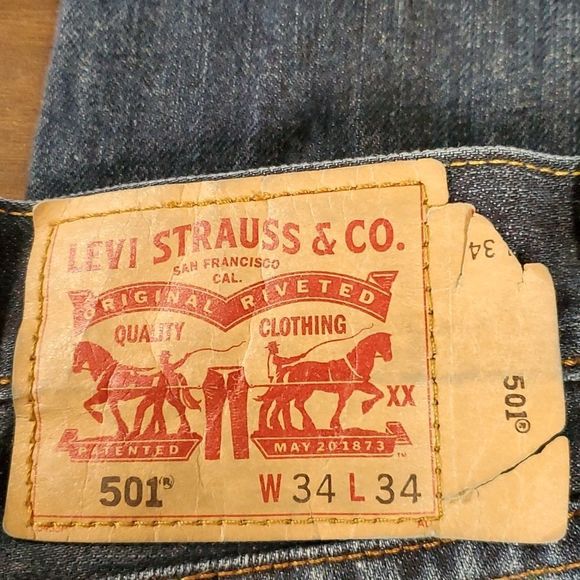 LEVI STRAUSS & CO.
SAN FRANCISCO
CAL.
ORIGINAL RIVETED
QUALITY CLOTHING
XX
PATENTED MAY 20 1873
TM
501®
W 34 L 34
34
501®